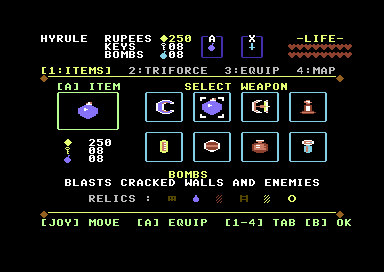 HYRULE RUPEES 250 A X -LIFE-
KEYS 08
BOMBS 08
[1:ITEMS] 2:TRIFORCE 3:EQUIP 4:MAP
[A] ITEM SELECT WEAPON
250
08
08
BOMBS
BLASTS CRACKED WALLS AND ENEMIES
RELICS :
[JOY] MOVE [A] EQUIP [1-4] TAB [B] OK